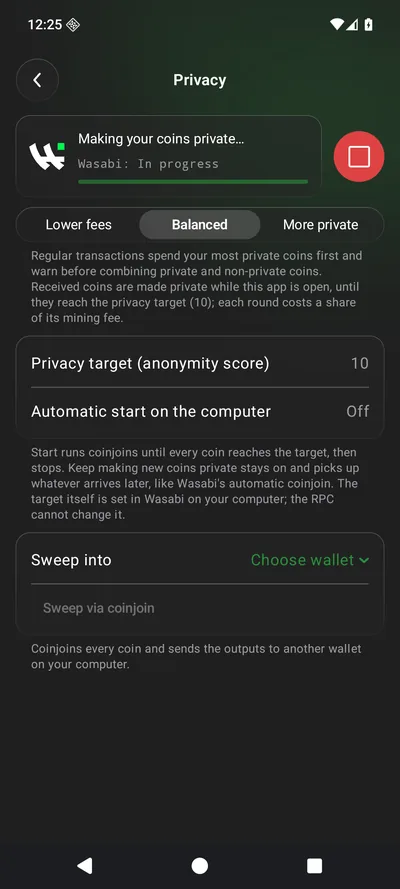 12:25
Privacy
Making your coins private…
Wasabi: In progress
Lower fees
Balanced
More private
Regular transactions spend your most private coins first and
warn before combining private and non-private coins.
Received coins are made private while this app is open, until
they reach the privacy target (10); each round costs a share
of its mining fee.
Privacy target (anonymity score) 10
Automatic start on the computer Off
Start runs coinjoins until every coin reaches the target, then
stops. Keep making new coins private stays on and picks up
whatever arrives later, like Wasabi's automatic coinjoin. The
target itself is set in Wasabi on your computer; the RPC
cannot change it.
Sweep into Choose wallet
Sweep via coinjoin
Coinjoins every coin and sends the outputs to another wallet
on your computer.